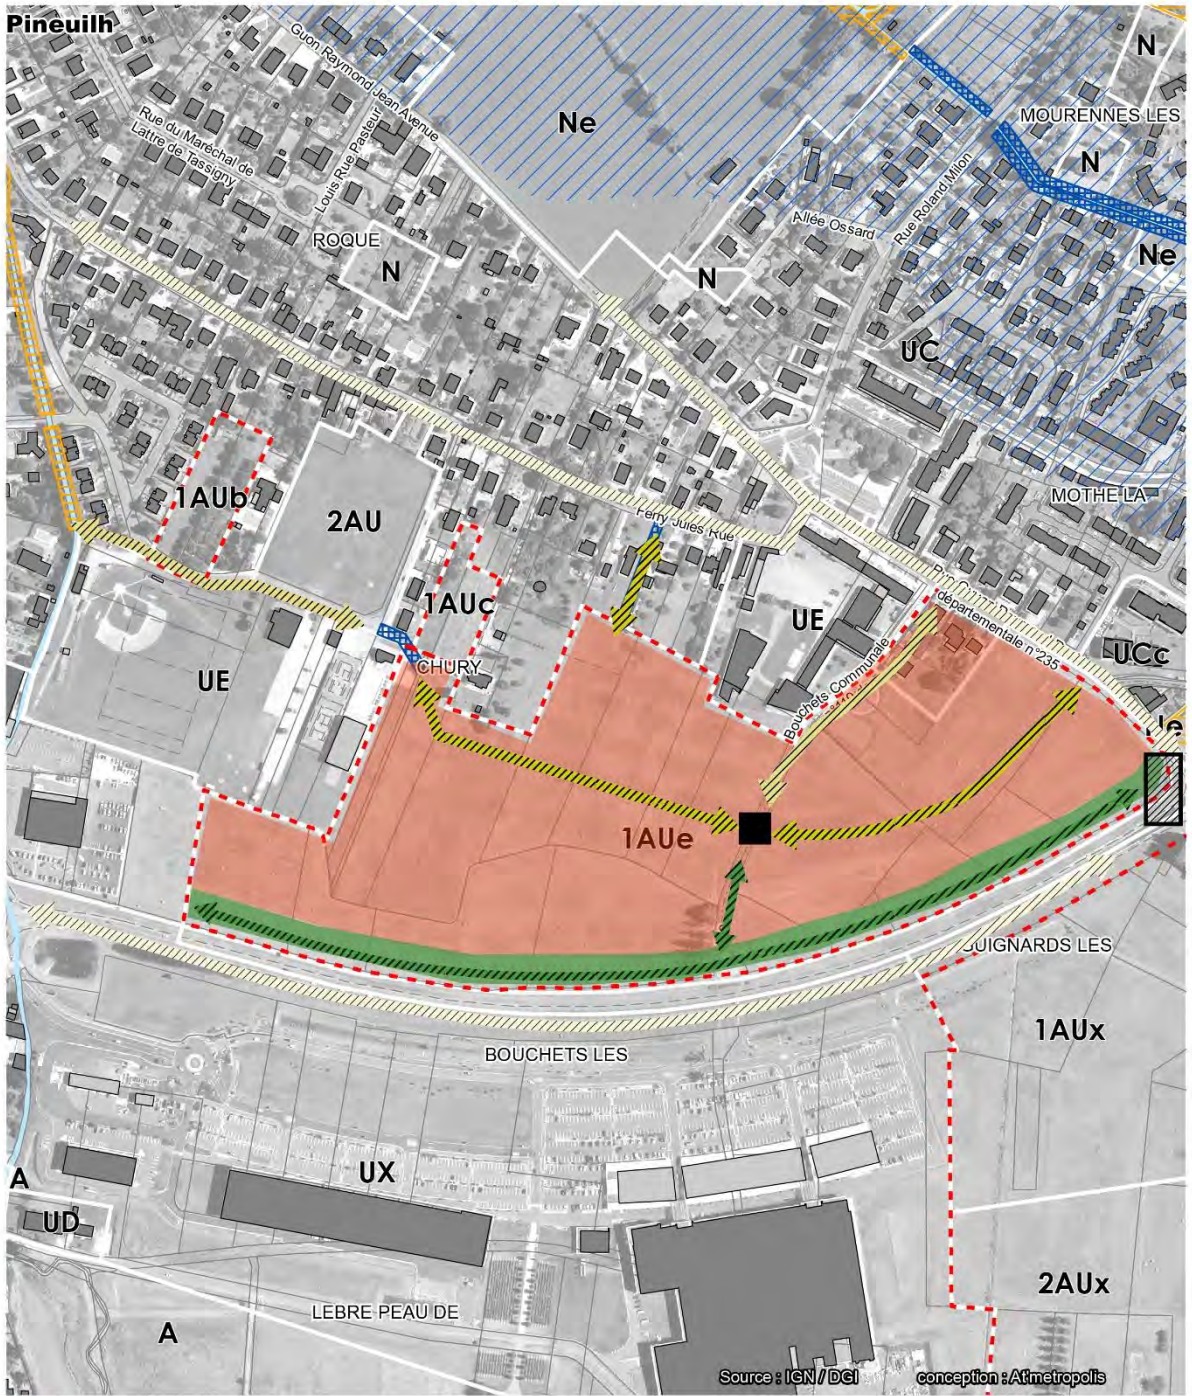 Pineuilh
Guon Raymond Jean Avenue
N
MOURENNES LES
Rue du Maréchal de
Lattre de Tassigny
Louis Rue Pasteur
Ne
N
Rue Roland Milon
Allée Ossard
ROQUE
N
N
Ne
UC
1AUb
2AU
MOTHE LA
Ferry Jules Rue
1AUc
UE
départementale n°235
UCc
CHURY
UE
Bouchets Communale
1AUe
BOUCHETS LES
1AUx
UX
A
UD
2AUx
LEBRE PEAU DE
A
Source : IGN / DGI
conception : At'metropolis